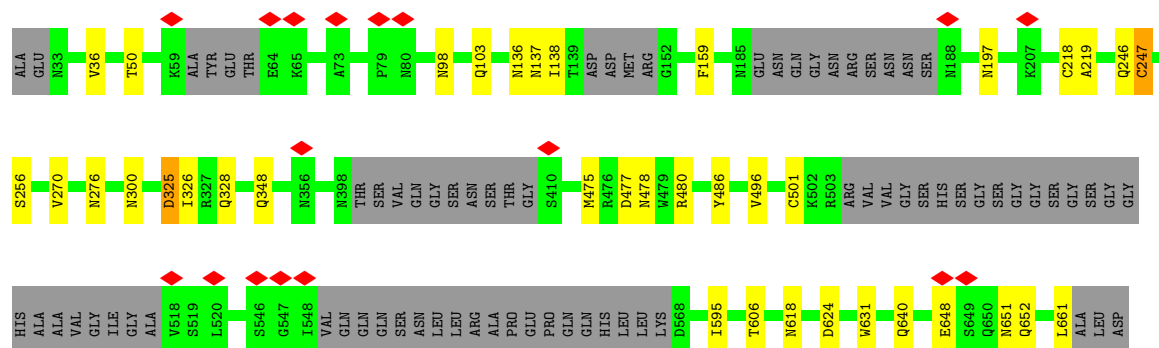 ALA GLU N33 V36 T50 K59 ALA TYR GLU THR E64 K65 A73 P79 N80 N98 Q103 N136 N137 I138 T139 ASP ASP MET ARG G152 F159 N185 GLU ASN GLN GLY ASN ARG SER ASN ASN SER N188 N197 K207 C218 A219 Q246 C247
S256 V270 N276 N300 D325 I326 R327 Q328 Q348 N356 N398 THR SER VAL GLN GLY SER ASN SER THR GLY S410 M475 R476 D477 N478 W479 R480 Y486 V496 C501 K502 R503 ARG VAL VAL GLY SER HIS SER GLY SER GLY GLY SER GLY SER GLY GLY
HIS ALA ALA VAL GLY ILE GLY ALA V518 S519 L520 S546 G547 I548 VAL GLN GLN GLN SER ASN LEU LEU ARG ALA PRO GLU PRO GLN GLN HIS LEU LEU LYS D568 I595 T606 N618 D624 W631 Q640 E648 S649 Q650 N651 Q652 L661 ALA LEU ASP